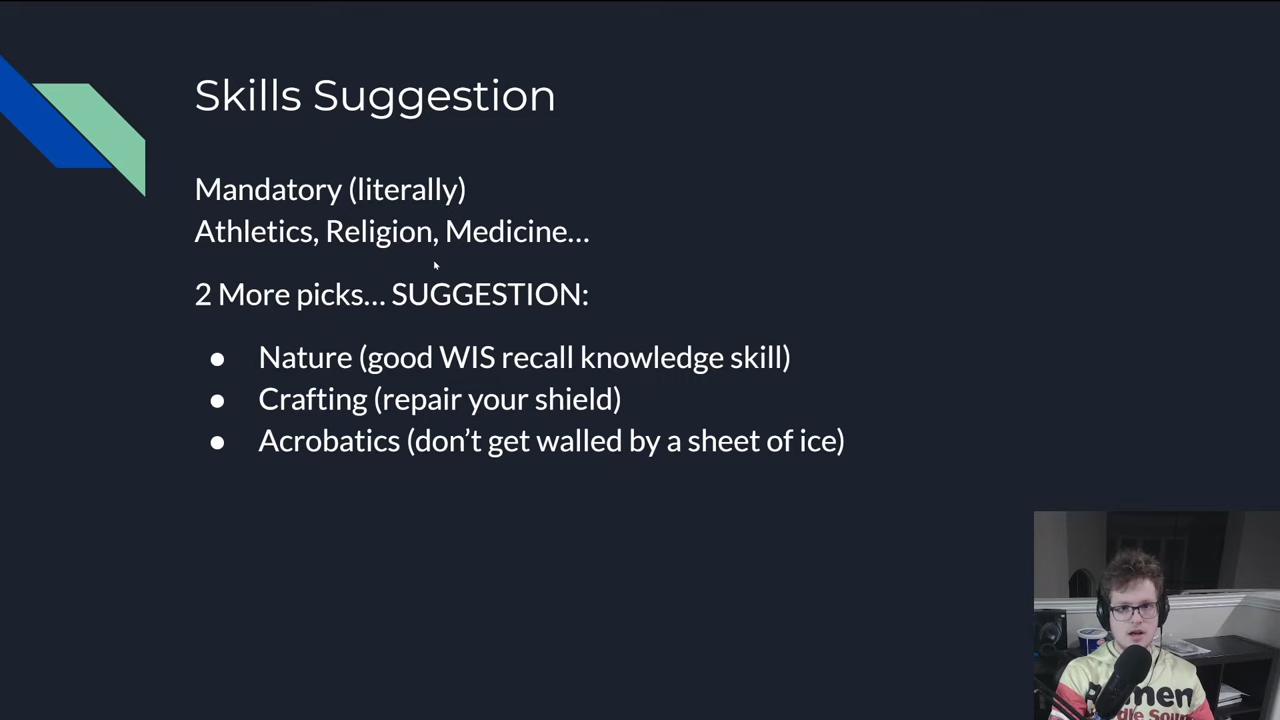 Skills Suggestion
Mandatory (literally)
Athletics, Religion, Medicine...
2 More picks... SUGGESTION:
● Nature (good WIS recall knowledge skill)
● Crafting (repair your shield)
● Acrobatics (don’t get walled by a sheet of ice)